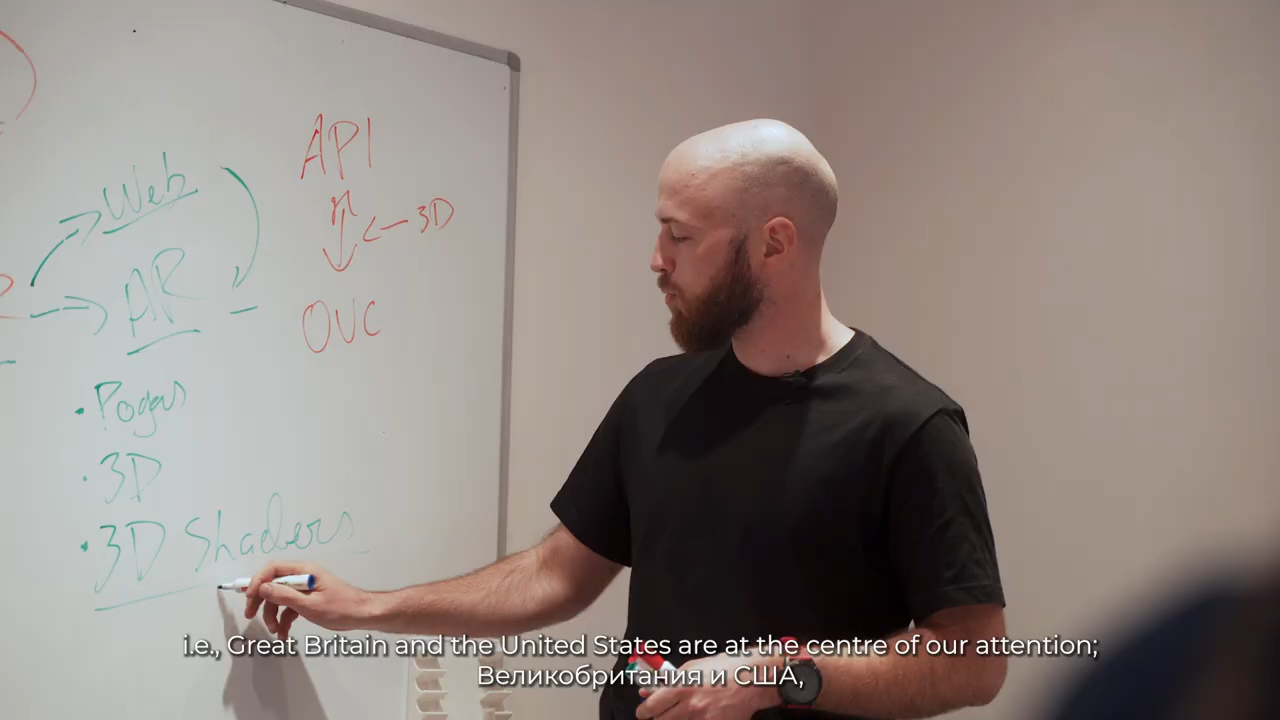 Web
AR
Pogas
3D
3D Shaders
API
3D
OVC
i.e., Great Britain and the United States are at the centre of our attention;
Великобритания и США,